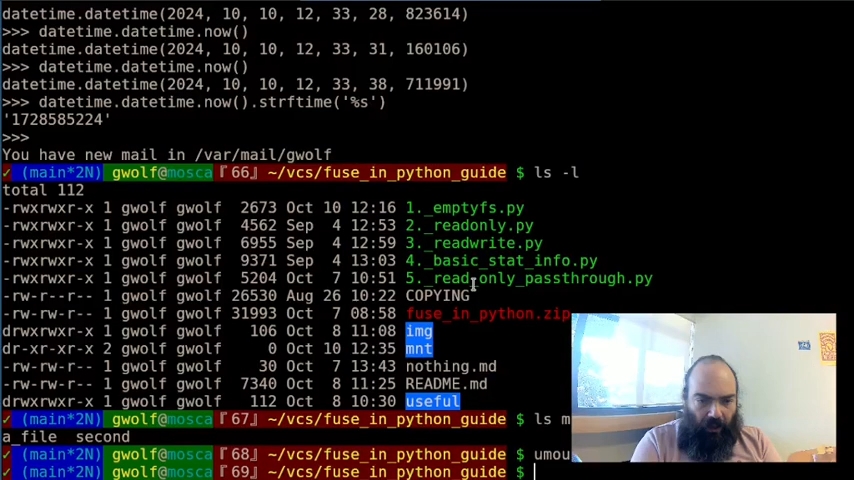 datetime.datetime(2024, 10, 10, 12, 33, 28, 823614)
>>> datetime.datetime.now()
datetime.datetime(2024, 10, 10, 12, 33, 31, 160106)
>>> datetime.datetime.now()
datetime.datetime(2024, 10, 10, 12, 33, 38, 711991)
>>> datetime.datetime.now().strftime('%s')
'1728585224'
>>>
You have new mail in /var/mail/gwolf
✓ (main*2N) gwolf@mosca『66』~/vcs/fuse_in_python_guide $ ls -l
total 112
-rwxrwxr-x 1 gwolf gwolf  2673 Oct 10 12:16 1._emptyfs.py
-rwxrwxr-x 1 gwolf gwolf  4562 Sep  4 12:53 2._readonly.py
-rwxrwxr-x 1 gwolf gwolf  6955 Sep  4 12:59 3._readwrite.py
-rwxrwxr-x 1 gwolf gwolf  9371 Sep  4 13:03 4._basic_stat_info.py
-rwxrwxr-x 1 gwolf gwolf  5204 Oct  7 10:51 5._read_only_passthrough.py
-rw-r--r-- 1 gwolf gwolf 26530 Aug 26 10:22 COPYING
-rw-r--r-- 1 gwolf gwolf 31993 Oct  7 08:58 fuse_in_python.zip
drwxrwxr-x 1 gwolf gwolf   106 Oct  8 11:08 img
dr-xr-xr-x 2 gwolf gwolf     0 Oct 10 12:35 mnt
-rw-rw-r-- 1 gwolf gwolf    30 Oct  7 13:43 nothing.md
-rw-rw-r-- 1 gwolf gwolf  7340 Oct  8 11:25 README.md
drwxrwxr-x 1 gwolf gwolf   112 Oct  8 10:30 useful
✓ (main*2N) gwolf@mosca『67』~/vcs/fuse_in_python_guide $ ls m
a_file  second
✓ (main*2N) gwolf@mosca『68』~/vcs/fuse_in_python_guide $ umou
✓ (main*2N) gwolf@mosca『69』~/vcs/fuse_in_python_guide $